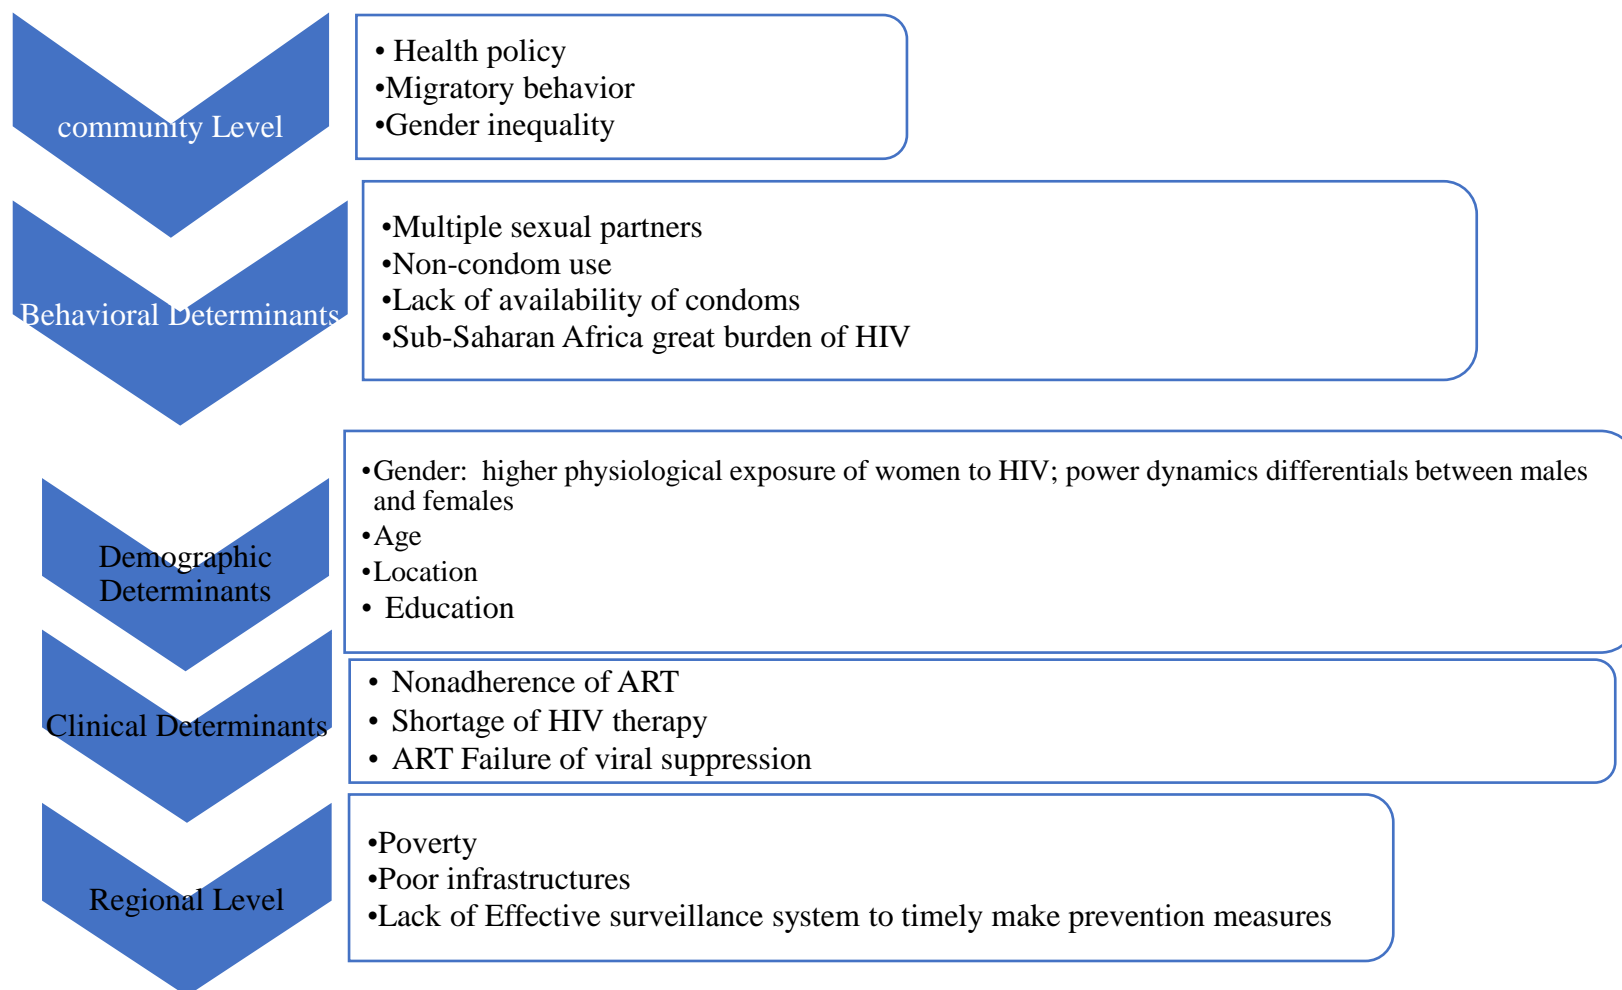 community Level
• Health policy
•Migratory behavior
•Gender inequality
Behavioral Determinants
•Multiple sexual partners
•Non-condom use
•Lack of availability of condoms
•Sub-Saharan Africa great burden of HIV
Demographic
Determinants
•Gender:  higher physiological exposure of women to HIV; power dynamics differentials between males
and females
•Age
•Location
• Education
Clinical Determinants
• Nonadherence of ART
• Shortage of HIV therapy
• ART Failure of viral suppression
Regional Level
•Poverty
•Poor infrastructures
•Lack of Effective surveillance system to timely make prevention measures